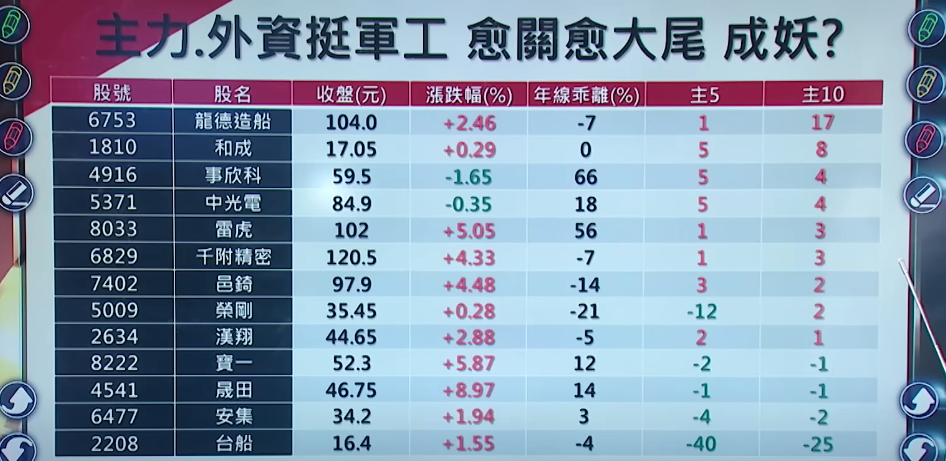 主力.外資挺軍工 愈關愈大尾 成妖?
股號 股名 收盤(元) 漲跌幅(%) 年線乖離(%) 主5 主10
6753 龍德造船 104.0 +2.46 -7 1 17
1810 和成 17.05 +0.29 0 5 8
4916 事欣科 59.5 -1.65 66 5 4
5371 中光電 84.9 -0.35 18 5 4
8033 雷虎 102 +5.05 56 1 3
6829 千附精密 120.5 +4.33 -7 1 3
7402 邑錡 97.9 +4.48 -14 3 2
5009 榮剛 35.45 +0.28 -21 -12 2
2634 漢翔 44.65 +2.88 -5 2 1
8222 寶一 52.3 +5.87 12 -2 -1
4541 晟田 46.75 +8.97 14 -1 -1
6477 安集 34.2 +1.94 3 -4 -2
2208 台船 16.4 +1.55 -4 -40 -25